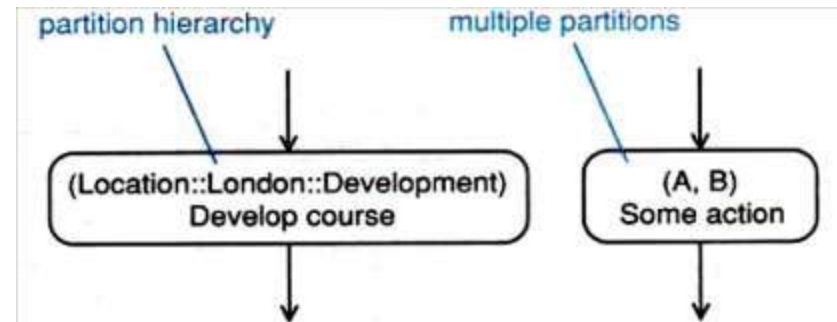 partition hierarchy
multiple partitions
(Location::London::Development)
Develop course
(A, B)
Some action